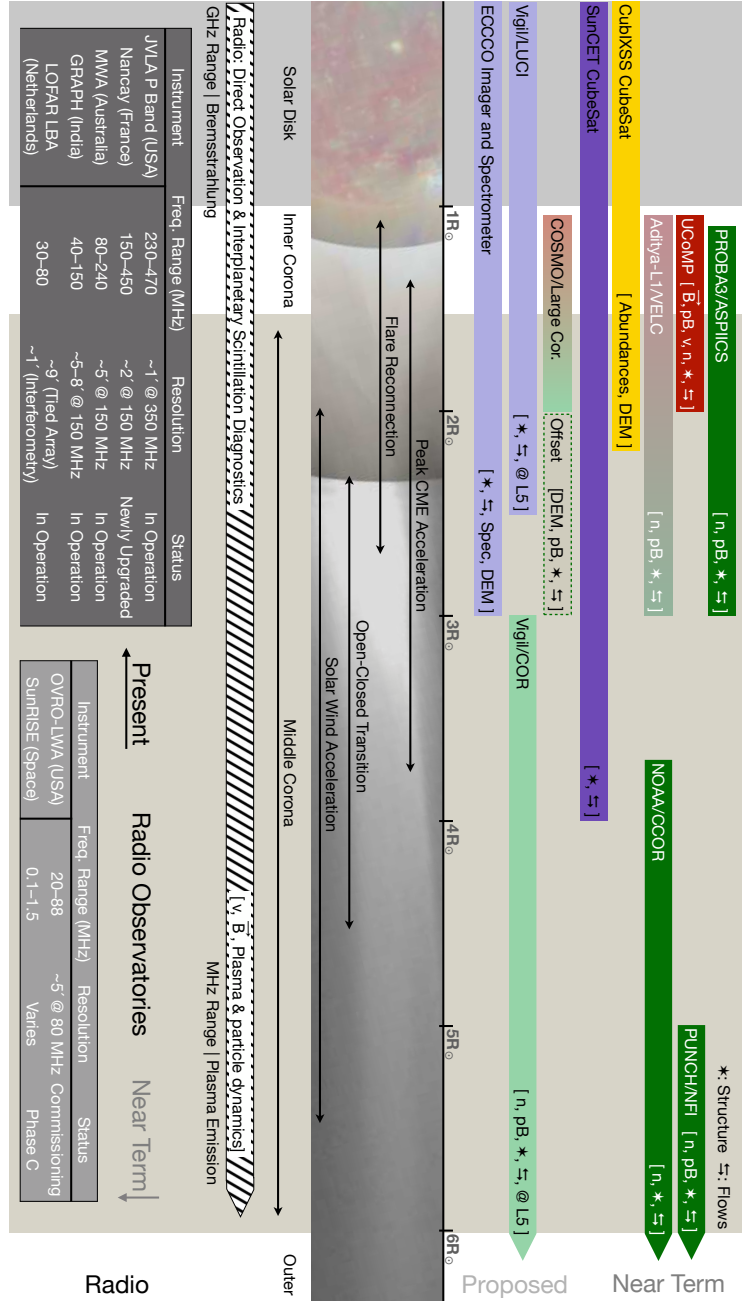 ✶: Structure ⇆: Flows
PROBA3/ASPIICS [ n, pB, ✶, ⇆ ]
PUNCH/NFI [ n, pB, ✶, ⇆ ]
UCoMP [ B⃗, pB, v, n, ✶, ⇆ ]
Aditya-L1/VELC [ n, pB, ✶, ⇆ ]
NOAA/CCOR [ n, ✶, ⇆ ]
Near Term
CubIXSS CubeSat [ Abundances, DEM ]
SunCET CubeSat [ ✶, ⇆ ]
COSMO/Large Cor. Offset [DEM, pB, ✶, ⇆ ]
Vigil/LUCI [ ✶, ⇆, @ L5 ]
Vigil/COR [ n, pB, ✶, ⇆, @ L5 ]
ECCCO Imager and Spectrometer [ ✶, ⇆, Spec, DEM ]
Proposed
1R☉ 2R☉ 3R☉ 4R☉ 5R☉ 6R☉
Peak CME Acceleration
Flare Reconnection
Open-Closed Transition
Solar Wind Acceleration
Solar Disk Inner Corona Middle Corona Outer
Radio: Direct Observation & Interplanetary Scintillation Diagnostics [ v, B⃗, Plasma & particle dynamics]
GHz Range | Bremsstrahlung MHz Range | Plasma Emission
Instrument Freq. Range (MHz) Resolution Status
JVLA P Band (USA) 230–470 ~1′ @ 350 MHz In Operation
Nancay (France) 150–450 ~2′ @ 150 MHz Newly Upgraded
MWA (Australia) 80–240 ~5′ @ 150 MHz In Operation
GRAPH (India) 40–150 ~5–8′ @ 150 MHz In Operation
LOFAR LBA (Netherlands) 30–80 ~9′ (Tied Array) ~1′ (Interferometry) In Operation
Present Radio Observatories Near Term
Instrument Freq. Range (MHz) Resolution Status
OVRO-LWA (USA) 20–88 ~5′ @ 80 MHz Commissioning
SunRISE (Space) 0.1–1.5 Varies Phase C
Radio